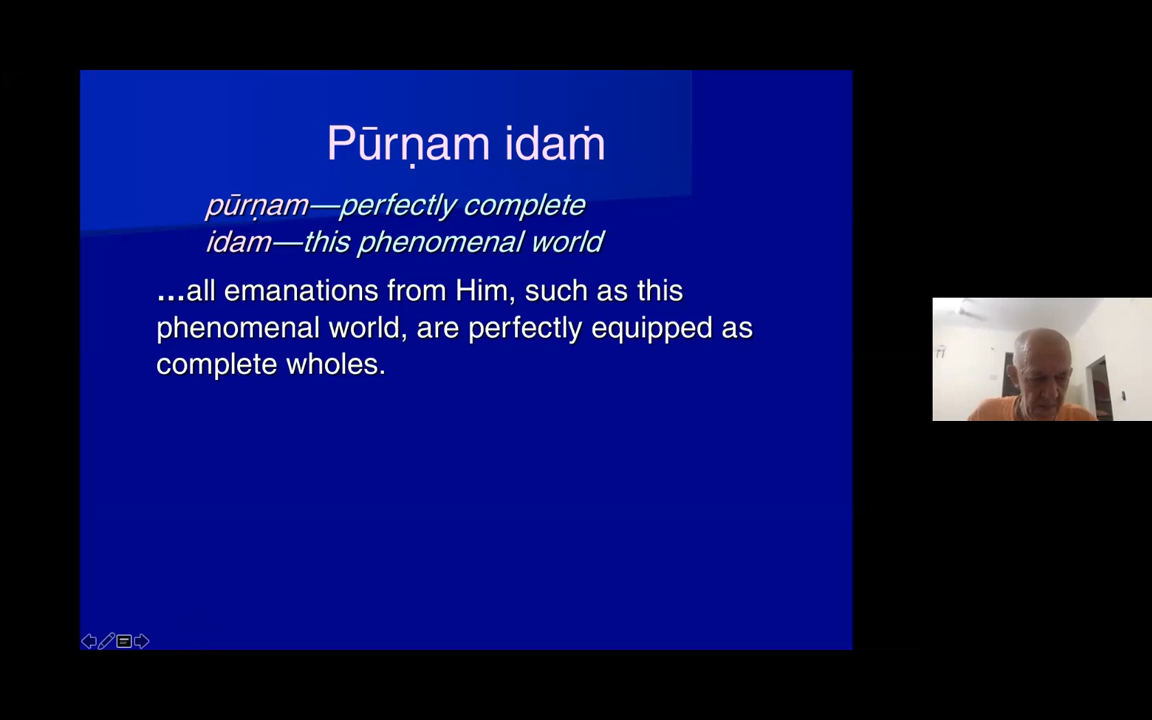 Pūrṇam idaṁ
pūrṇam—perfectly complete
idam—this phenomenal world
...all emanations from Him, such as this
phenomenal world, are perfectly equipped as
complete wholes.